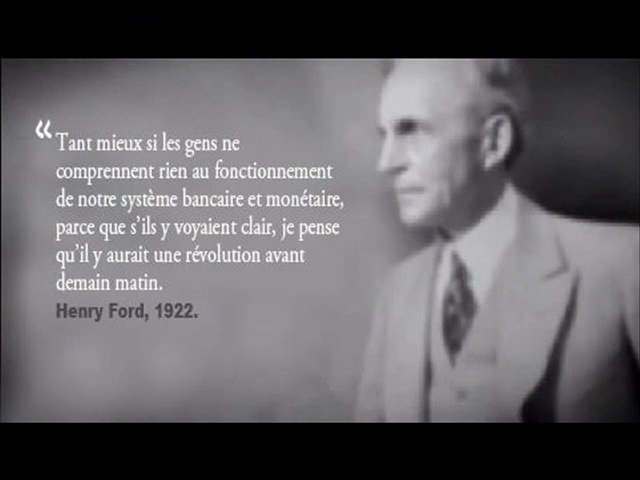 “ Tant mieux si les gens ne
comprennent rien au fonctionnement
de notre système bancaire et monétaire,
parce que s'ils y voyaient clair, je pense
qu'il y aurait une révolution avant
demain matin.
Henry Ford, 1922.